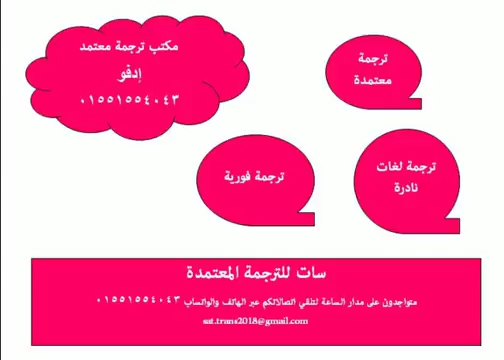 مكتب ترجمة معتمد
إدفو
٠١٥٥١٥٥٤٠٤٣
ترجمة
معتمدة
ترجمة لغات
نادرة
ترجمة فورية
سات للترجمة المعتمدة
متواجدون على مدار الساعة لتلقي اتصالاتكم عبر الهاتف والواتساب ٠١٥٥١٥٥٤٠٤٣
sat.trans2018@gmail.com